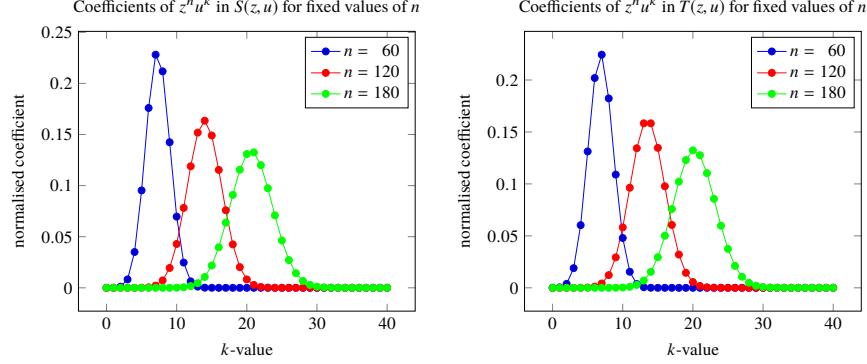 Coefficients of zⁿuᵏ in S(z, u) for fixed values of n
0.25
0.2
0.15
0.1
0.05
0
normalised coefficient
n = 60
n = 120
n = 180
0 10 20 30 40
k-value
Coefficients of zⁿuᵏ in T(z, u) for fixed values of n
0.2
0.15
0.1
0.05
0
normalised coefficient
n = 60
n = 120
n = 180
0 10 20 30 40
k-value